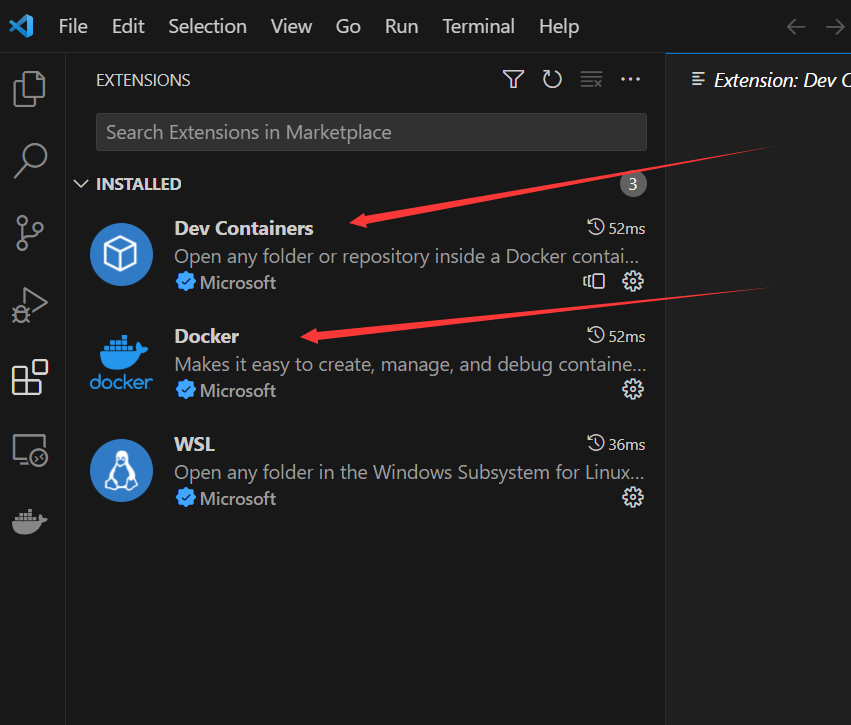 File Edit Selection View Go Run Terminal Help
EXTENSIONS
Extension: Dev C
Search Extensions in Marketplace
INSTALLED 3
Dev Containers 52ms
Open any folder or repository inside a Docker contai...
Microsoft
Docker 52ms
Makes it easy to create, manage, and debug containe...
docker
Microsoft
WSL 36ms
Open any folder in the Windows Subsystem for Linux...
Microsoft